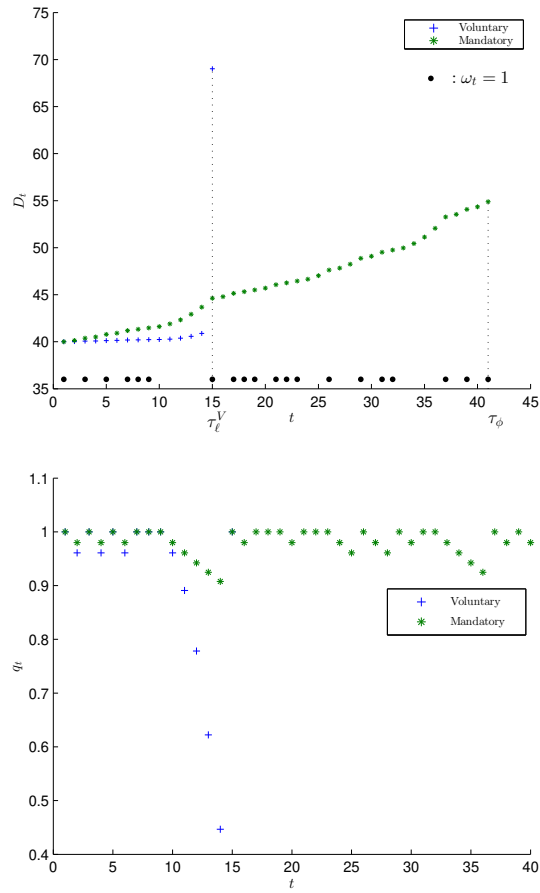 75
70
65
60
55
50
45
40
35
D_t
Voluntary
Mandatory
: ω_t = 1
0 5 10 15 20 25 30 35 40 45
τ_ℓ^V t τ_ϕ
1.1
1
0.9
0.8
0.7
0.6
0.5
0.4
q_t
Voluntary
Mandatory
0 5 10 15 20 25 30 35 40
t